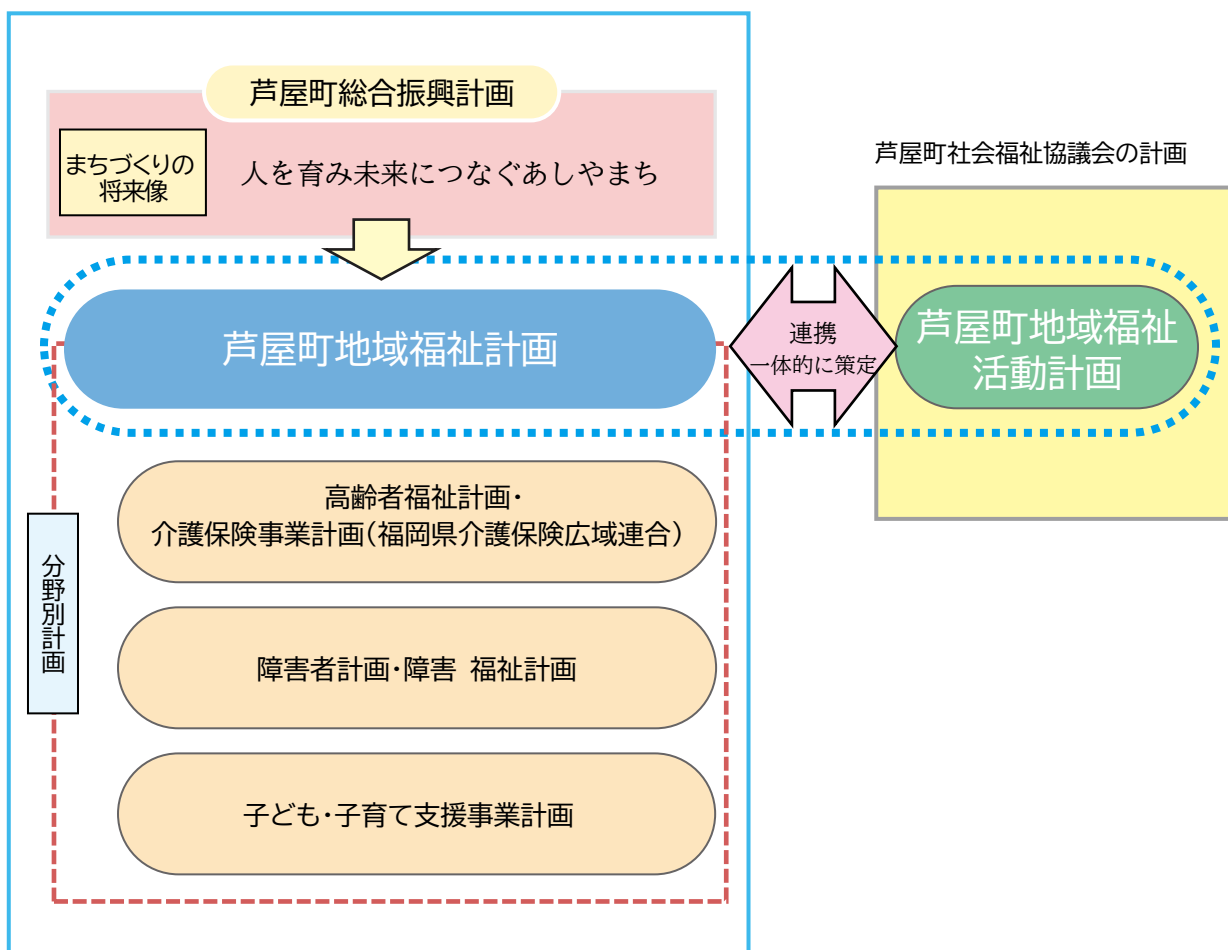 芦屋町総合振興計画
まちづくりの
将来像
人を育み未来につなぐあしやまち
芦屋町社会福祉協議会の計画
芦屋町地域福祉計画
連携
一体的に策定
芦屋町地域福祉
活動計画
分野別計画
高齢者福祉計画・
介護保険事業計画(福岡県介護保険広域連合)
障害者計画・障害 福祉計画
子ども・子育て支援事業計画